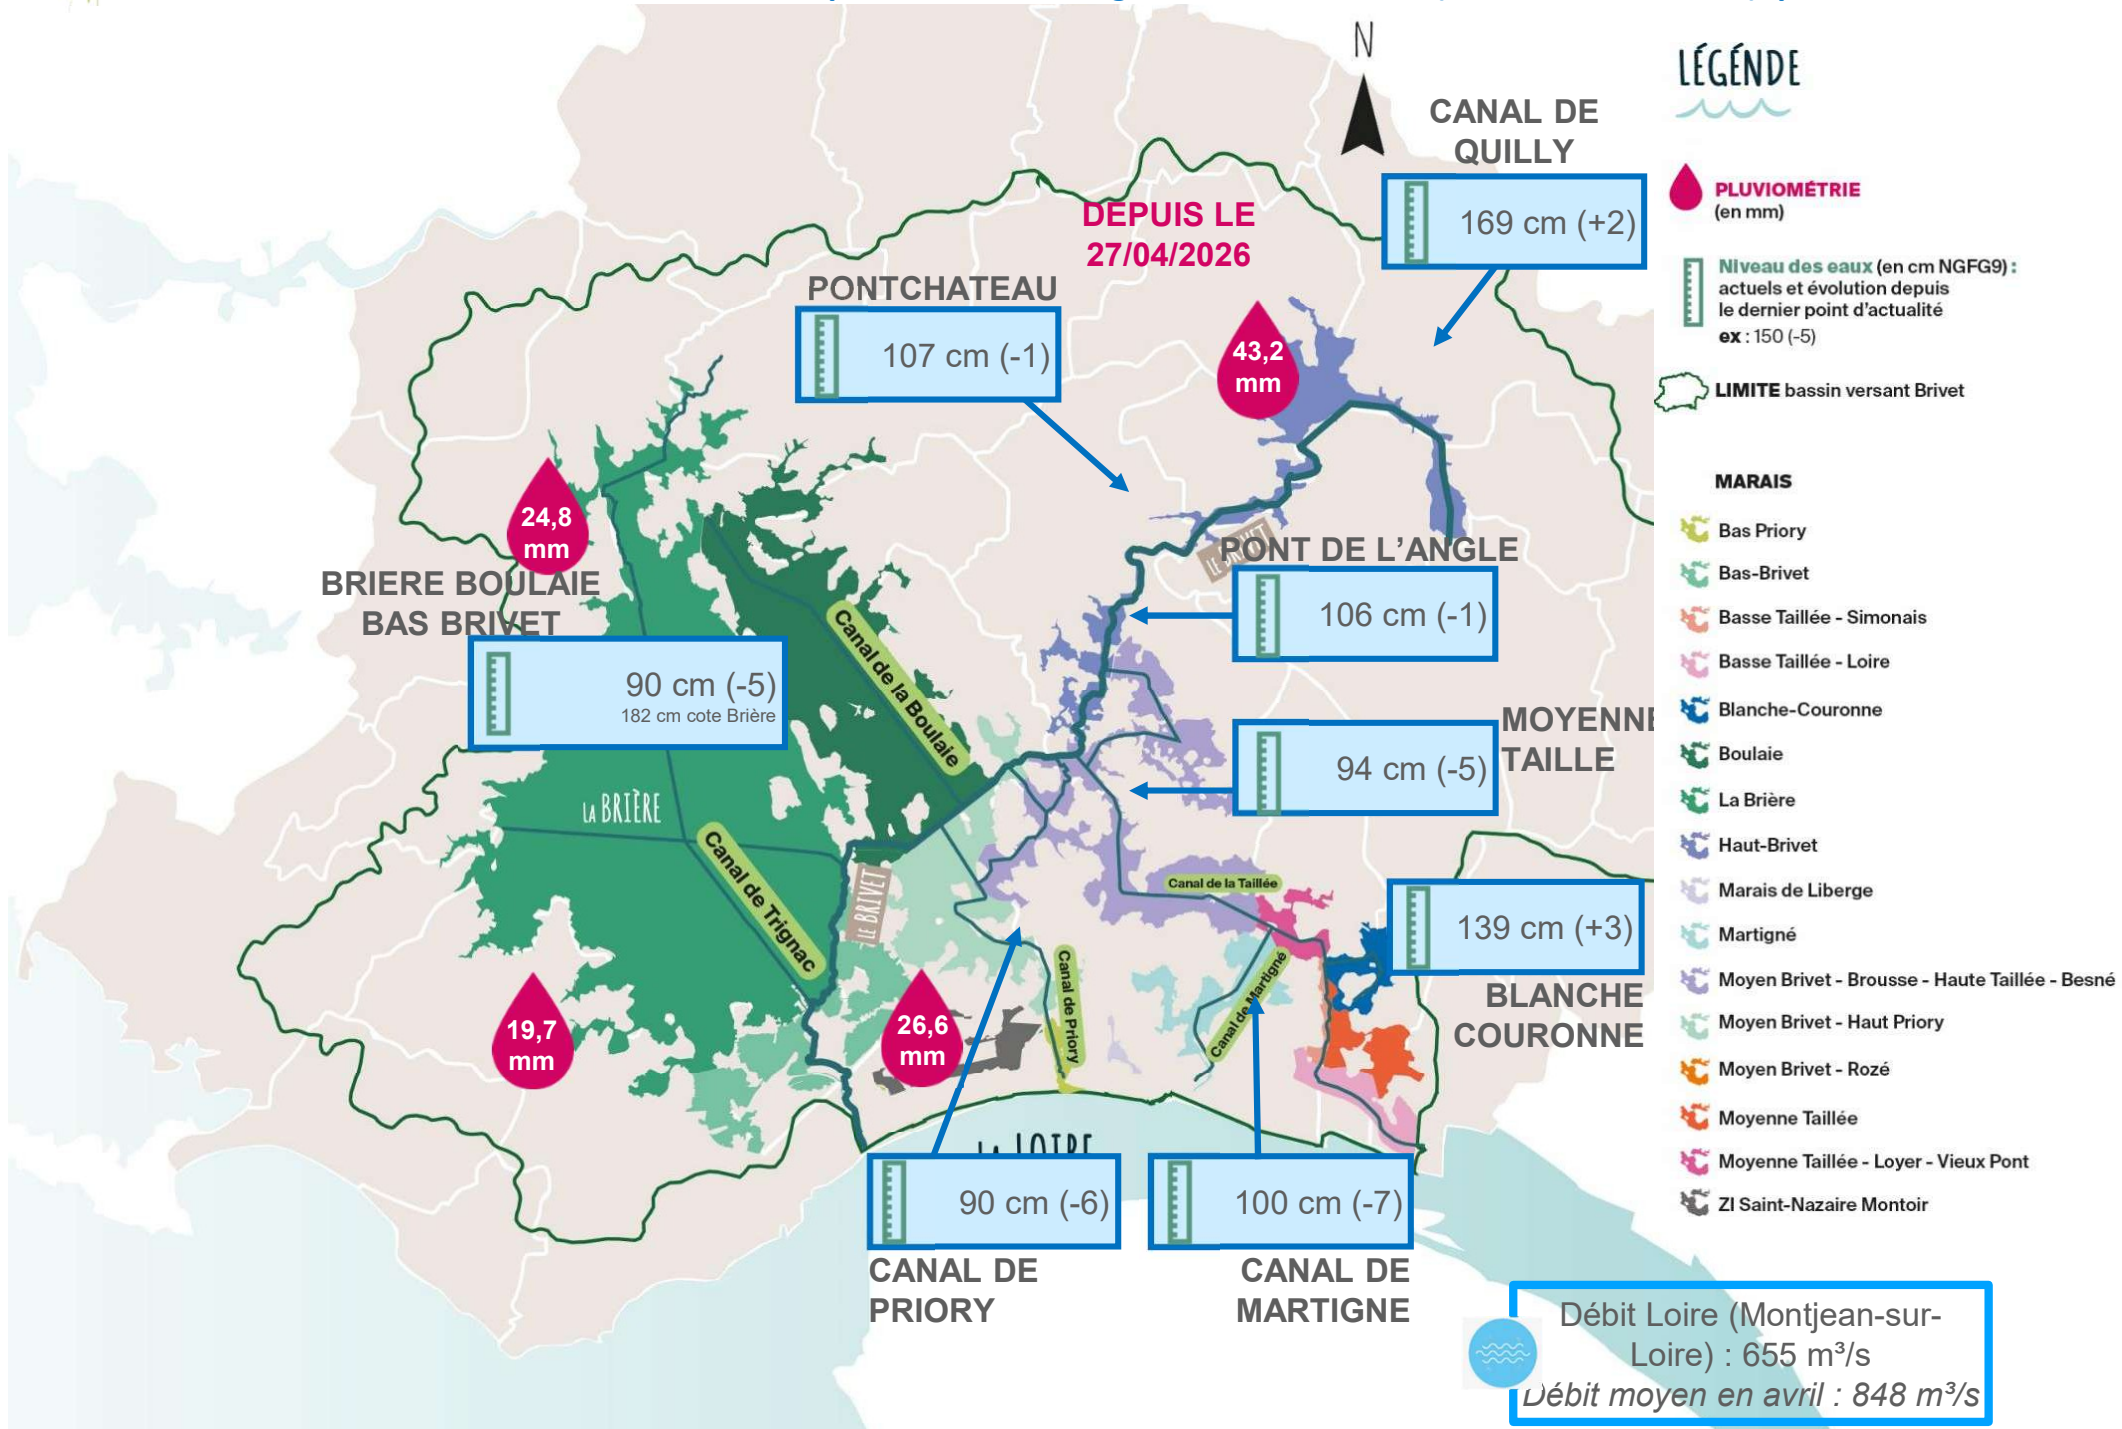 N
LÉGÉNDE
CANAL DE
QUILLY
169 cm (+2)
PLUVIOMÉTRIE
(en mm)
DEPUIS LE
27/04/2026
Niveau des eaux (en cm NGFG9) :
actuels et évolution depuis
le dernier point d'actualité
ex : 150 (-5)
PONTCHATEAU
107 cm (-1)
43,2
mm
LIMITE bassin versant Brivet
MARAIS
Bas Priory
Bas-Brivet
Basse Taillée - Simonais
Basse Taillée - Loire
Blanche-Couronne
Boulaie
La Brière
Haut-Brivet
Marais de Liberge
Martigné
Moyen Brivet - Brousse - Haute Taillée - Besné
Moyen Brivet - Haut Priory
Moyen Brivet - Rozé
Moyenne Taillée
Moyenne Taillée - Loyer - Vieux Pont
ZI Saint-Nazaire Montoir
24,8
mm
LE BRIVET
PONT DE L'ANGLE
106 cm (-1)
BRIERE BOULAIE
BAS BRIVET
90 cm (-5)
182 cm cote Brière
Canal de la Boulaie
MOYENNE
TAILLE
94 cm (-5)
LA BRIÈRE
Canal de Trignac
LE BRIVET
Canal de la Taillée
139 cm (+3)
BLANCHE
COURONNE
Canal de Priory
Canal de Martigné
19,7
mm
26,6
mm
LA LOIRE
90 cm (-6)
CANAL DE
PRIORY
100 cm (-7)
CANAL DE
MARTIGNE
Débit Loire (Montjean-sur-
Loire) : 655 m³/s
Débit moyen en avril : 848 m³/s